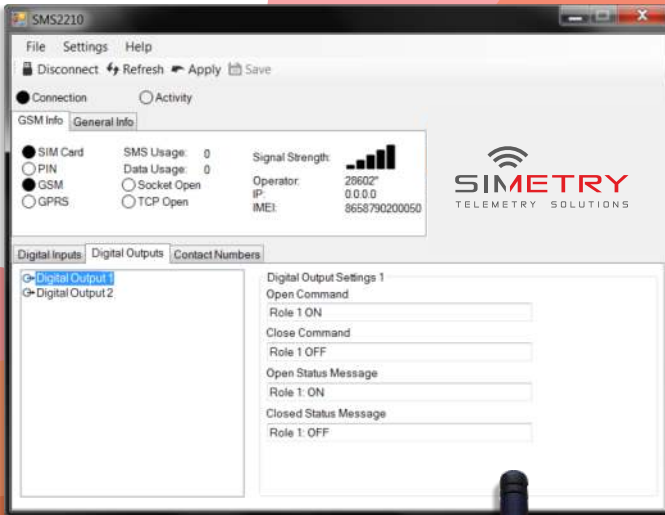 SMS2210
File Settings Help
Disconnect Refresh Apply Save
Connection Activity
GSM Info General Info
SIM Card
PIN
GSM
GPRS
SMS Usage: 0
Data Usage: 0
Socket Open
TCP Open
Signal Strength:
Operator: 28602"
IP: 0.0.0.0
IMEI: 8658790200050
SIMETRY
TELEMETRY SOLUTIONS
Digital Inputs Digital Outputs Contact Numbers
Digital Output 1
Digital Output 2
Digital Output Settings 1
Open Command
Role 1 ON
Close Command
Role 1 OFF
Open Status Message
Role 1: ON
Closed Status Message
Role 1: OFF